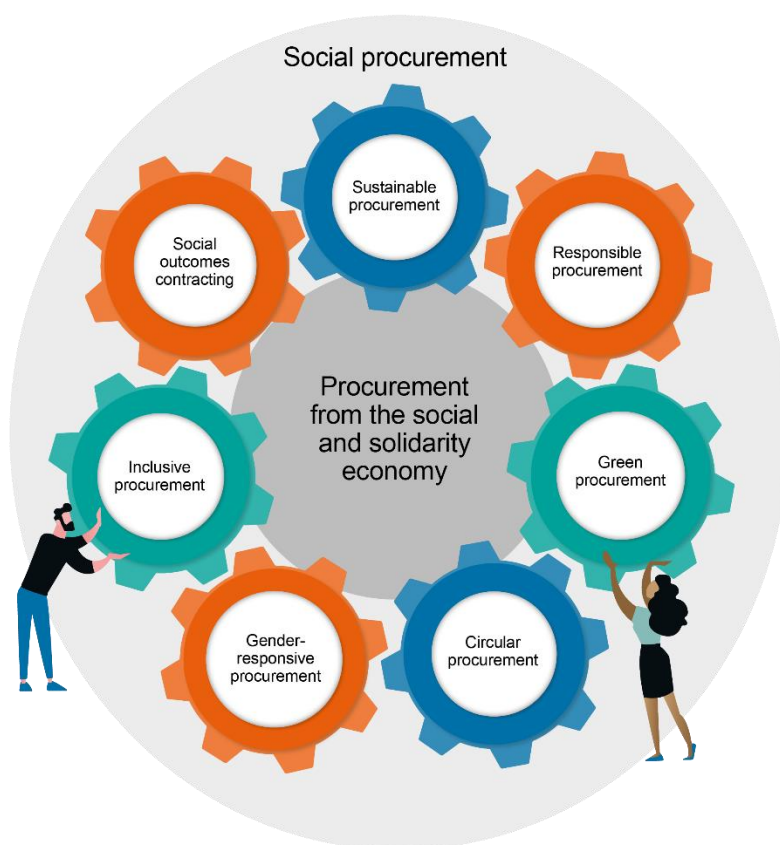 Social procurement
Sustainable
procurement
Responsible
procurement
Green
procurement
Circular
procurement
Gender-
responsive
procurement
Inclusive
procurement
Social
outcomes
contracting
Procurement
from the social
and solidarity
economy